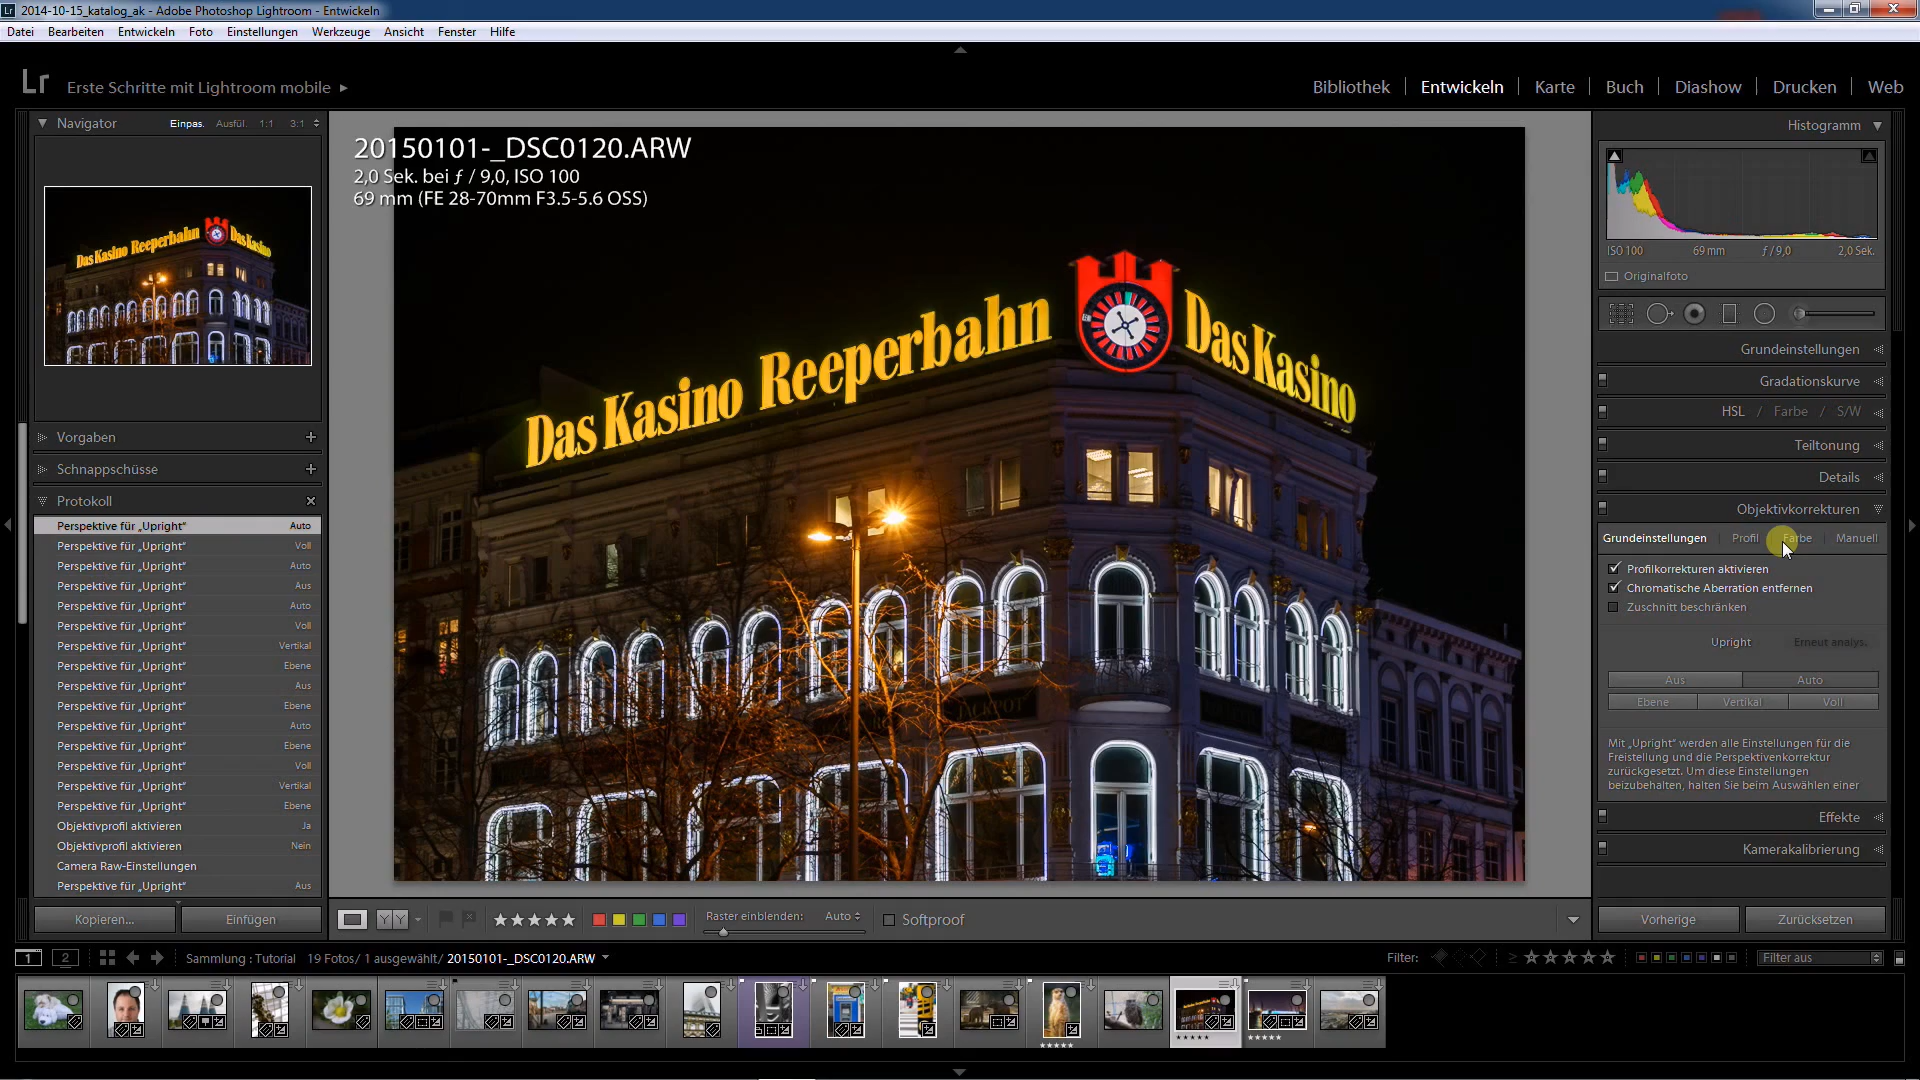 Lr 2014-10-15_katalog_ak - Adobe Photoshop Lightroom - Entwickeln
Datei Bearbeiten Entwickeln Foto Einstellungen Werkzeuge Ansicht Fenster Hilfe
Lr Erste Schritte mit Lightroom mobile
Bibliothek Entwickeln Karte Buch Diashow Drucken Web
Navigator Einpas. Ausfül. 1:1 3:1
Vorgaben
Schnappschüsse
Protokoll
Perspektive für „Upright“ Auto
Perspektive für „Upright“ Voll
Perspektive für „Upright“ Auto
Perspektive für „Upright“ Aus
Perspektive für „Upright“ Auto
Perspektive für „Upright“ Voll
Perspektive für „Upright“ Vertikal
Perspektive für „Upright“ Ebene
Perspektive für „Upright“ Aus
Perspektive für „Upright“ Ebene
Perspektive für „Upright“ Auto
Perspektive für „Upright“ Ebene
Perspektive für „Upright“ Voll
Perspektive für „Upright“ Vertikal
Perspektive für „Upright“ Ebene
Objektivprofil aktivieren Ja
Objektivprofil aktivieren Nein
Camera Raw-Einstellungen
Perspektive für „Upright“ Aus
Kopieren... Einfügen
20150101-_DSC0120.ARW
2,0 Sek. bei ƒ / 9,0, ISO 100
69 mm (FE 28-70mm F3.5-5.6 OSS)
Das Kasino Reeperbahn Das Kasino
JACKPOT
Histogramm
ISO 100 69 mm ƒ / 9,0 2,0 Sek.
Originalfoto
Grundeinstellungen
Gradationskurve
HSL / Farbe / S/W
Teiltonung
Details
Objektivkorrekturen
Grundeinstellungen Profil Farbe Manuell
Profilkorrekturen aktivieren
Chromatische Aberration entfernen
Zuschnitt beschränken
Upright Erneut analys.
Aus Auto
Ebene Vertikal Voll
Mit „Upright“ werden alle Einstellungen für die
Freistellung und die Perspektivenkorrektur
zurückgesetzt. Um diese Einstellungen
beizubehalten, halten Sie beim Auswählen einer
Effekte
Kamerakalibrierung
Vorherige Zurücksetzen
YY Raster einblenden: Auto Softproof
1 2 Sammlung : Tutorial 19 Fotos/ 1 ausgewählt/ 20150101-_DSC0120.ARW Filter: Filter aus